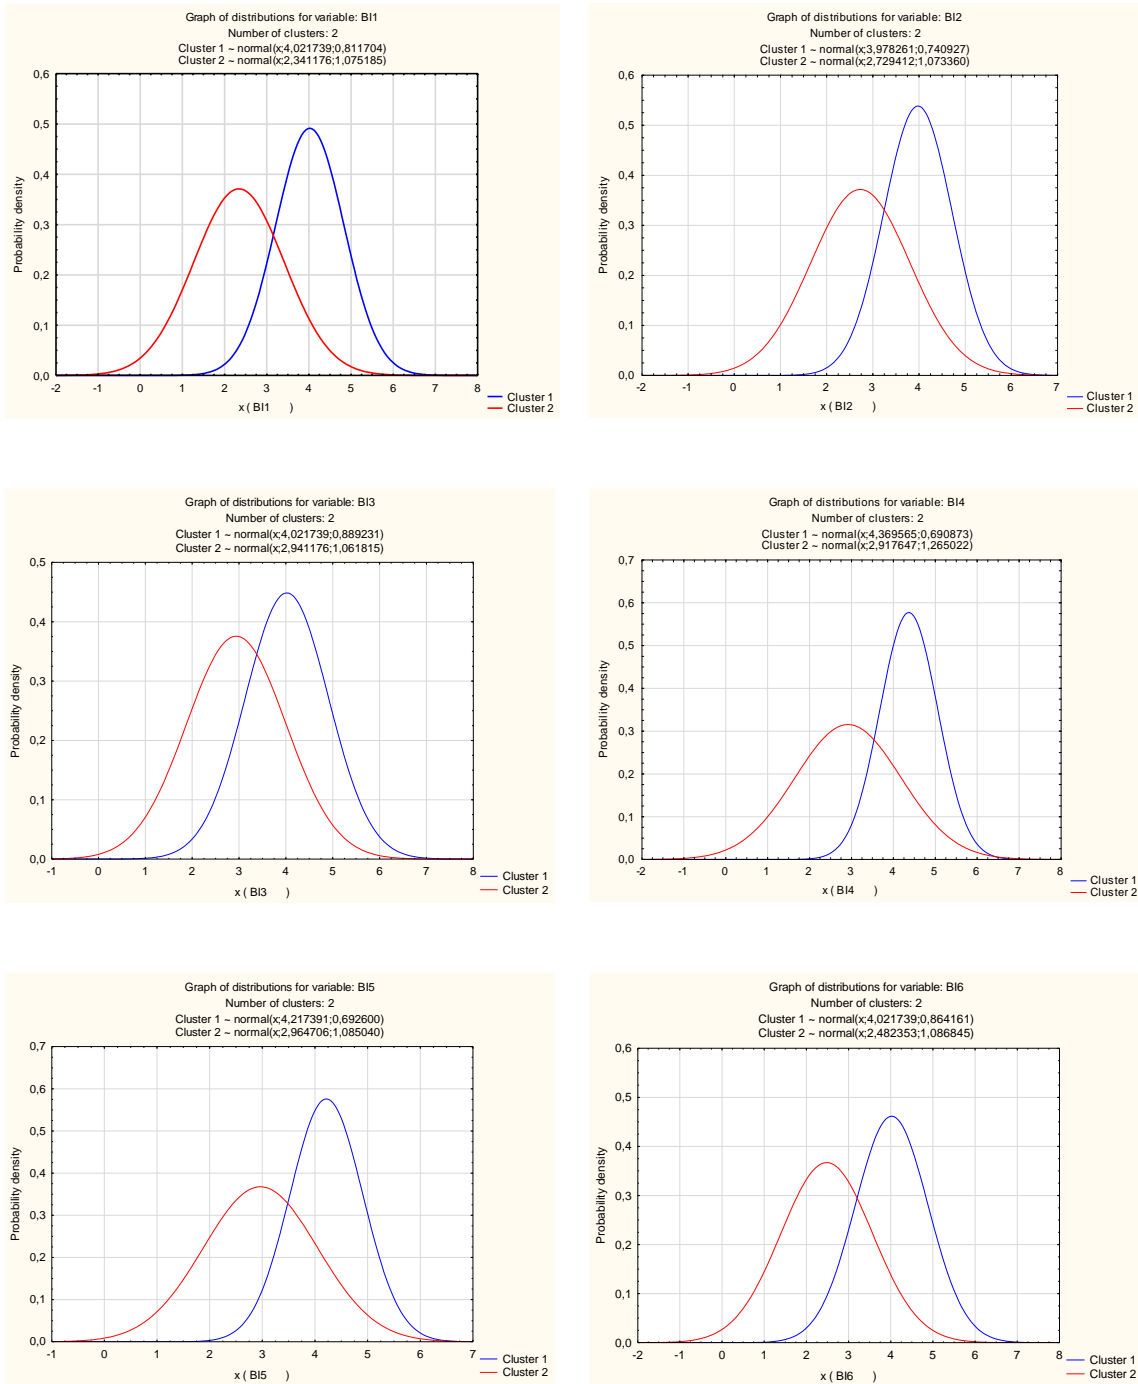 Graph of distributions for variable: BI1
Number of clusters: 2
Cluster 1 ~ normal(x;4,021739;0,811704)
Cluster 2 ~ normal(x;2,341176;1,075185)
0,6
0,5
0,4
0,3
0,2
0,1
0,0
Probability density
-2 -1 0 1 2 3 4 5 6 7 8
x ( BI1 )
Cluster 1
Cluster 2
Graph of distributions for variable: BI2
Number of clusters: 2
Cluster 1 ~ normal(x;3,978261;0,740927)
Cluster 2 ~ normal(x;2,729412;1,073360)
0,6
0,5
0,4
0,3
0,2
0,1
0,0
Probability density
-2 -1 0 1 2 3 4 5 6 7
x ( BI2 )
Cluster 1
Cluster 2
Graph of distributions for variable: BI3
Number of clusters: 2
Cluster 1 ~ normal(x;4,021739;0,889231)
Cluster 2 ~ normal(x;2,941176;1,061815)
0,5
0,4
0,3
0,2
0,1
0,0
Probability density
-1 0 1 2 3 4 5 6 7 8
x ( BI3 )
Cluster 1
Cluster 2
Graph of distributions for variable: BI4
Number of clusters: 2
Cluster 1 ~ normal(x;4,369565;0,690873)
Cluster 2 ~ normal(x;2,917647;1,265022)
0,7
0,6
0,5
0,4
0,3
0,2
0,1
0,0
Probability density
-2 -1 0 1 2 3 4 5 6 7 8
x ( BI4 )
Cluster 1
Cluster 2
Graph of distributions for variable: BI5
Number of clusters: 2
Cluster 1 ~ normal(x;4,217391;0,692600)
Cluster 2 ~ normal(x;2,964706;1,085040)
0,7
0,6
0,5
0,4
0,3
0,2
0,1
0,0
Probability density
-1 0 1 2 3 4 5 6 7
x ( BI5 )
Cluster 1
Cluster 2
Graph of distributions for variable: BI6
Number of clusters: 2
Cluster 1 ~ normal(x;4,021739;0,864161)
Cluster 2 ~ normal(x;2,482353;1,086845)
0,6
0,5
0,4
0,3
0,2
0,1
0,0
Probability density
-2 -1 0 1 2 3 4 5 6 7 8
x ( BI6 )
Cluster 1
Cluster 2